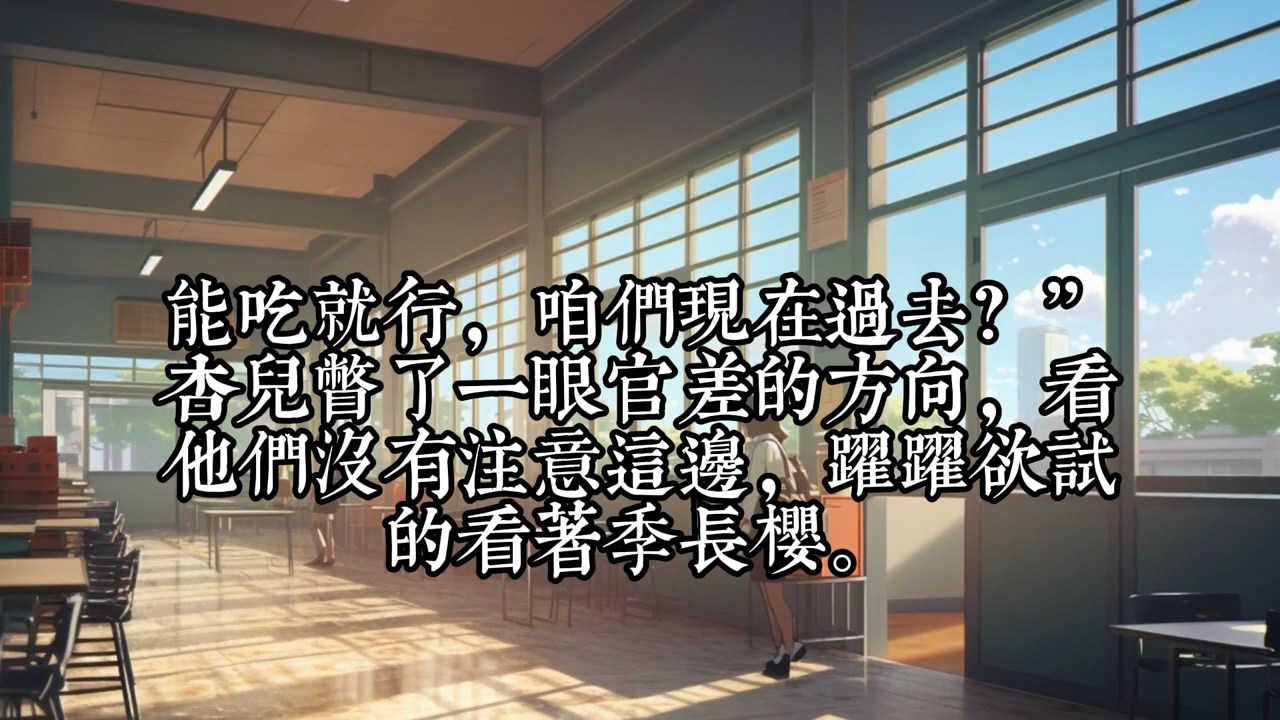 能吃就行，咱們現在過去？”
杏兒瞥了一眼官差的方向，看
他們沒有注意這邊，躍躍欲試
的看著季長櫻。